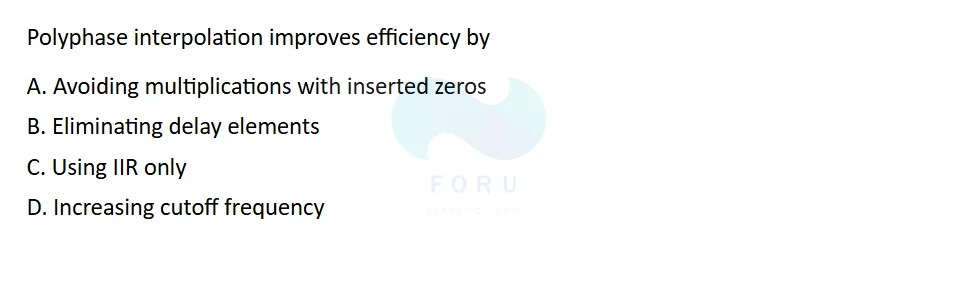 Polyphase interpolation improves efficiency by
A. Avoiding multiplications with inserted zeros
B. Eliminating delay elements
C. Using IIR only
D. Increasing cutoff frequency
FORU